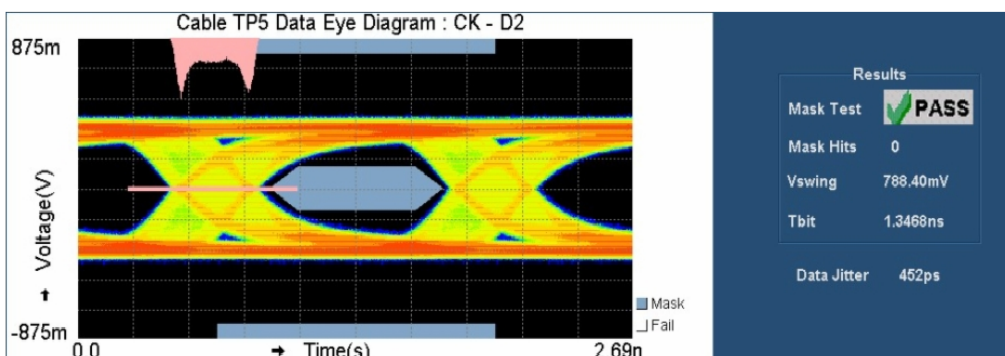 Cable TP5 Data Eye Diagram : CK - D2
875m
Voltage(V)
-875m
0.0
Time(s)
2.69n
Mask
Fail
Results
Mask Test PASS
Mask Hits 0
Vswing 788.40mV
Tbit 1.3468ns
Data Jitter 452ps